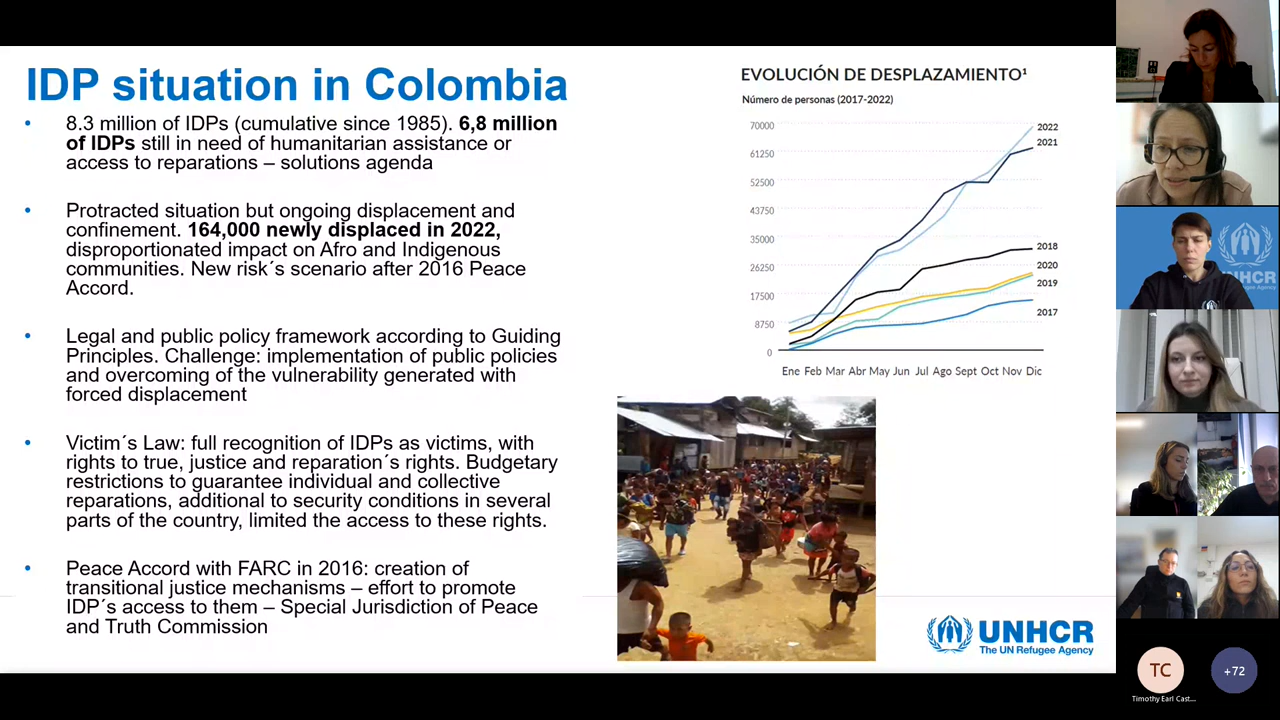 IDP situation in Colombia
• 8.3 million of IDPs (cumulative since 1985). 6,8 million
of IDPs still in need of humanitarian assistance or
access to reparations – solutions agenda
• Protracted situation but ongoing displacement and
confinement. 164,000 newly displaced in 2022,
disproportionated impact on Afro and Indigenous
communities. New risk´s scenario after 2016 Peace
Accord.
• Legal and public policy framework according to Guiding
Principles. Challenge: implementation of public policies
and overcoming of the vulnerability generated with
forced displacement
• Victim´s Law: full recognition of IDPs as victims, with
rights to true, justice and reparation´s rights. Budgetary
restrictions to guarantee individual and collective
reparations, additional to security conditions in several
parts of the country, limited the access to these rights.
• Peace Accord with FARC in 2016: creation of
transitional justice mechanisms – effort to promote
IDP´s access to them – Special Jurisdiction of Peace
and Truth Commission
EVOLUCIÓN DE DESPLAZAMIENTO¹
Número de personas (2017-2022)
70000
61250
52500
43750
35000
26250
17500
8750
0
2022
2021
2018
2020
2019
2017
Ene Feb Mar Abr May Jun Jul Ago Sept Oct Nov Dic
UNHCR
The UN Refugee Agency
UNHCR
TC
+72
Timothy Earl Cast...